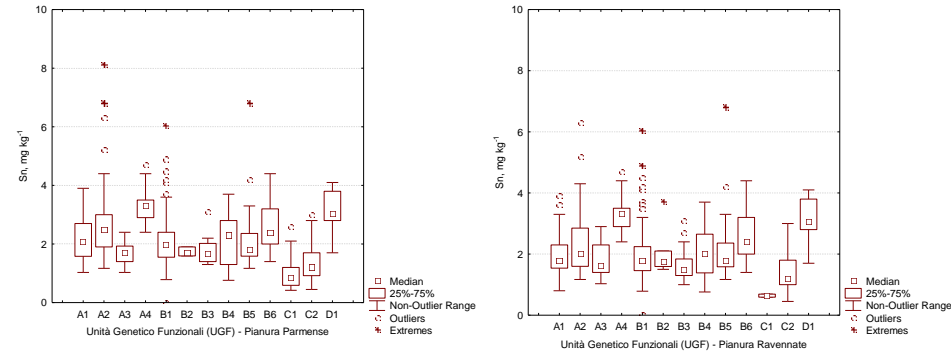 10
8
6
4
2
0
Sn, mg kg-1
A1 A2 A3 A4 B1 B2 B3 B4 B5 B6 C1 C2 D1
Unità Genetico Funzionali (UGF) - Pianura Parmense
Median
25%-75%
Non-Outlier Range
Outliers
Extremes
10
8
6
4
2
0
Sn, mg kg-1
A1 A2 A3 A4 B1 B2 B3 B4 B5 B6 C1 C2 D1
Unità Genetico Funzionali (UGF) - Pianura Ravennate
Median
25%-75%
Non-Outlier Range
Outliers
Extremes